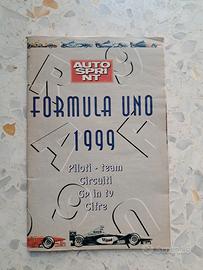 AUTO
SPRI
NT
FORMULA UNO
1999
Piloti - team
Circuiti
Gp in tv
Cifre